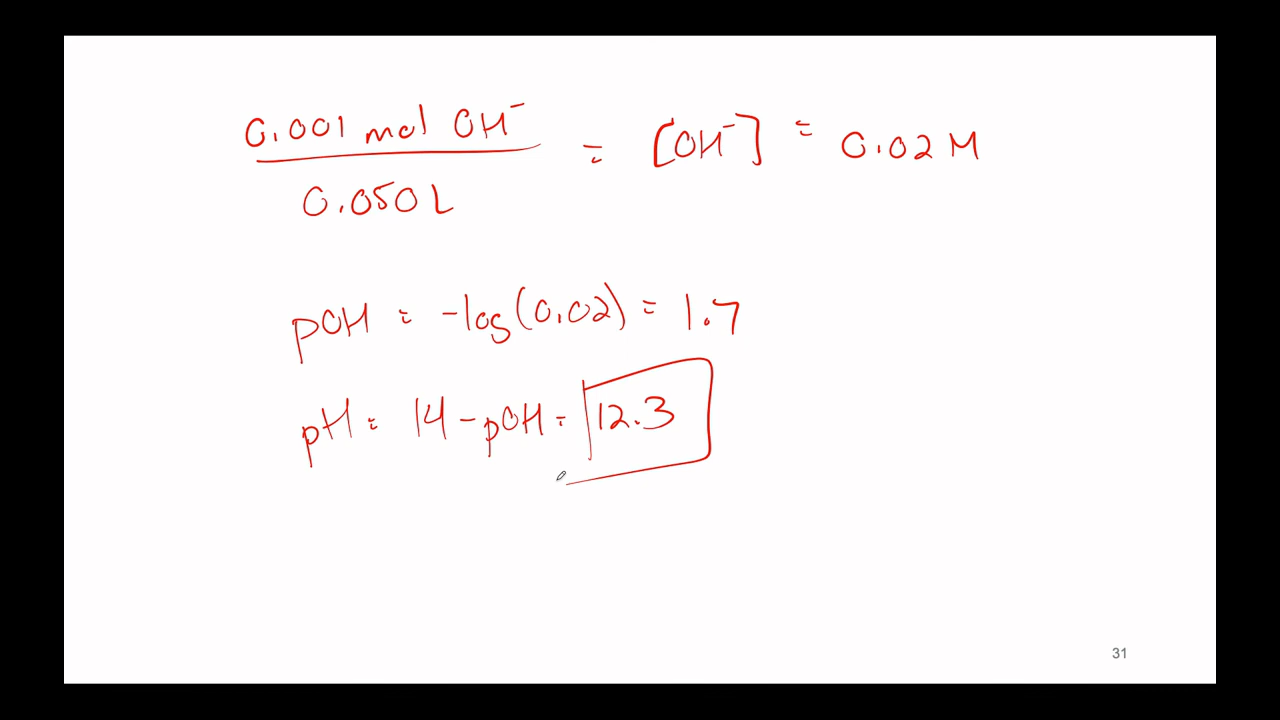 0.001 mol OH⁻
= [OH⁻] = 0.02 M
0.050 L
pOH = -log(0.02) = 1.7
pH = 14 - pOH = 12.3
31